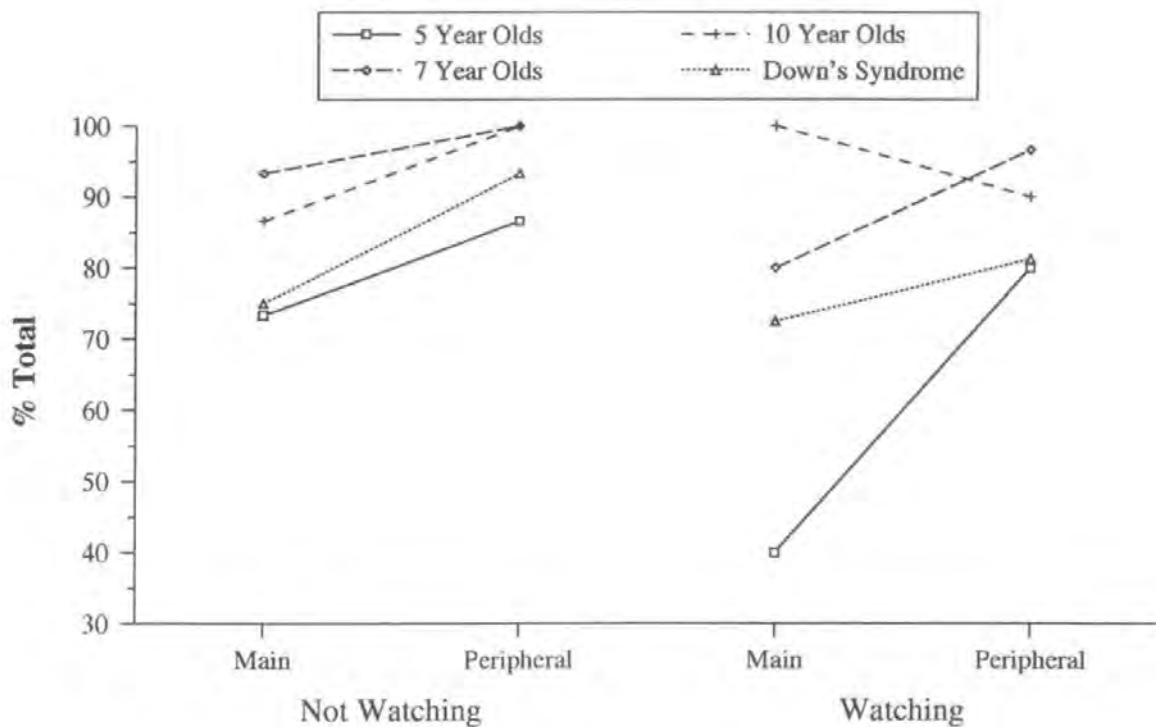 5 Year Olds
10 Year Olds
7 Year Olds
Down's Syndrome
100
90
80
70
60
50
40
30
% Total
Main
Peripheral
Main
Peripheral
Not Watching
Watching